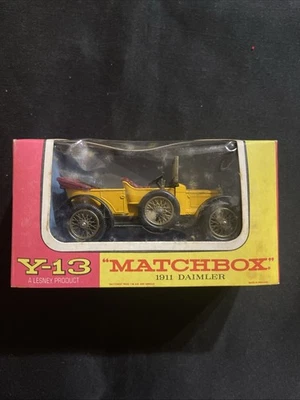 Y-13
A LESNEY PRODUCT
"MATCHBOX"
1911 DAIMLER